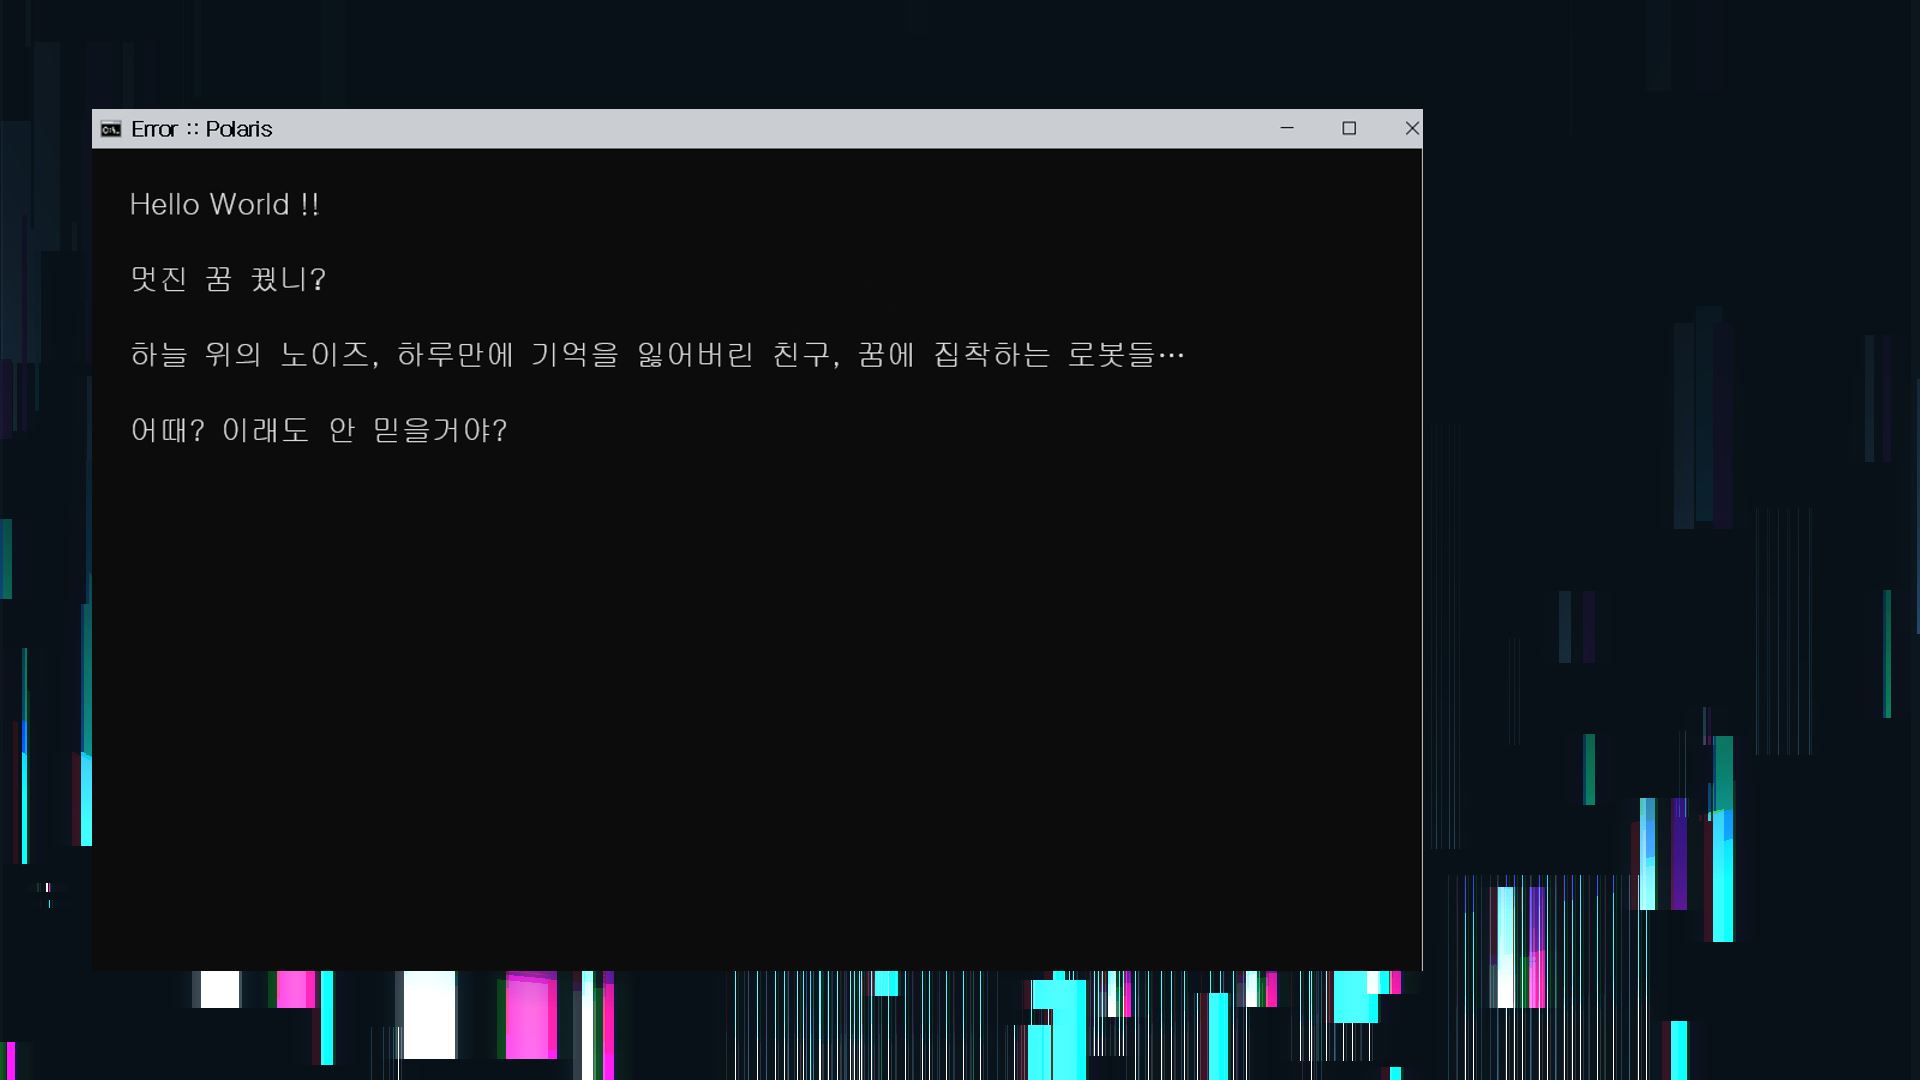 Error :: Polaris
Hello World !!
멋진 꿈 꿨니?
하늘 위의 노이즈, 하루만에 기억을 잃어버린 친구, 꿈에 집착하는 로봇들…
어때? 이래도 안 믿을거야?